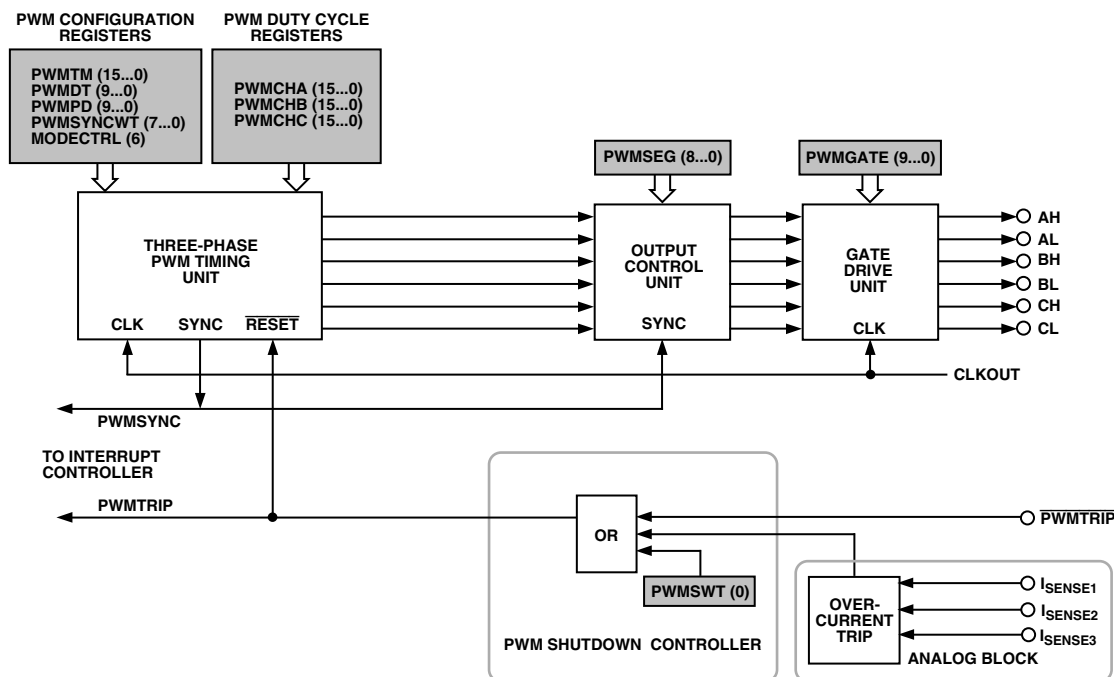 PWM CONFIGURATION
REGISTERS
PWM DUTY CYCLE
REGISTERS
PWMTM (15...0)
PWMDT (9...0)
PWMPD (9...0)
PWMSYNCWT (7...0)
MODECTRL (6)
PWMCHA (15...0)
PWMCHB (15...0)
PWMCHC (15...0)
PWMSEG (8...0)
PWMGATE (9...0)
THREE-PHASE
PWM TIMING
UNIT
CLK
SYNC
RESET
OUTPUT
CONTROL
UNIT
SYNC
GATE
DRIVE
UNIT
CLK
AH
AL
BH
BL
CH
CL
CLKOUT
PWMSYNC
TO INTERRUPT
CONTROLLER
PWMTRIP
OR
PWMTRIP
PWMSWT (0)
PWM SHUTDOWN CONTROLLER
OVER-
CURRENT
TRIP
ISENSE1
ISENSE2
ISENSE3
ANALOG BLOCK